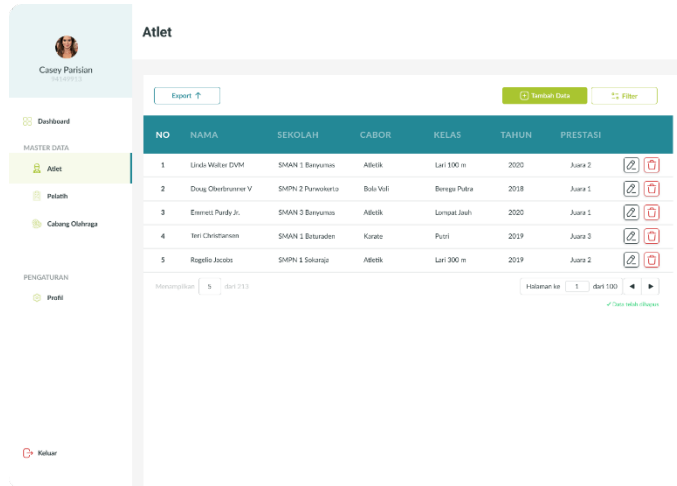 Atlet
Casey Parisian
Dashboard
MASTER DATA
Atlet
Pelatih
Cabang Olahraga
PENGATURAN
Profil
Keluar
Export ↑
Tambah Data
Filter
NO NAMA SEKOLAH CABOR KELAS TAHUN PRESTASI
1 Linda Walter DVM SMAN 1 Banyumas Atletik Lari 100 m 2020 Juara 2
2 Doug Oberbrunner V SMPN 2 Purwokerto Bola Voli Beregu Putra 2018 Juara 1
3 Emmett Purdy Jr. SMAN 3 Banyumas Atletik Lompat Jauh 2020 Juara 1
4 Teri Christiansen SMAN 1 Baturaden Karate Putri 2019 Juara 3
5 Rogelio Jacobs SMPN 1 Sokaraja Atletik Lari 300 m 2019 Juara 2
Menampilkan 5 dari 213
Halaman ke 1 dari 100
✓ Data telah dihapus